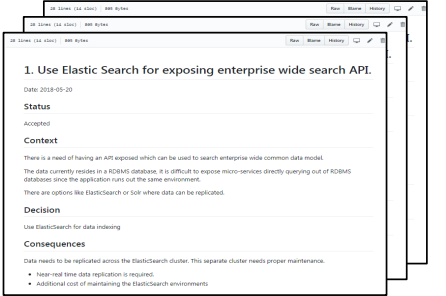 20 lines (14 sloc) 805 Bytes Raw Blame History
20 lines (14 sloc) 805 Bytes Raw Blame History
20 lines (14 sloc) 805 Bytes Raw Blame History
1. Use Elastic Search for exposing enterprise wide search API.
Date: 2018-05-20
Status
Accepted
Context
There is a need of having an API exposed which can be used to search enterprise wide common data model.
The data currently resides in a RDBMS database, it is difficult to expose micro-services directly querying out of RDBMS
databases since the application runs out the same environment.
There are options like ElasticSearch or Solr where data can be replicated.
Decision
Use ElasticSearch for data indexing
Consequences
Data needs to be replicated across the ElasticSearch cluster. This separate cluster needs proper maintenance.
• Near-real time data replication is required.
• Additional cost of maintaining the ElasticSearch environments